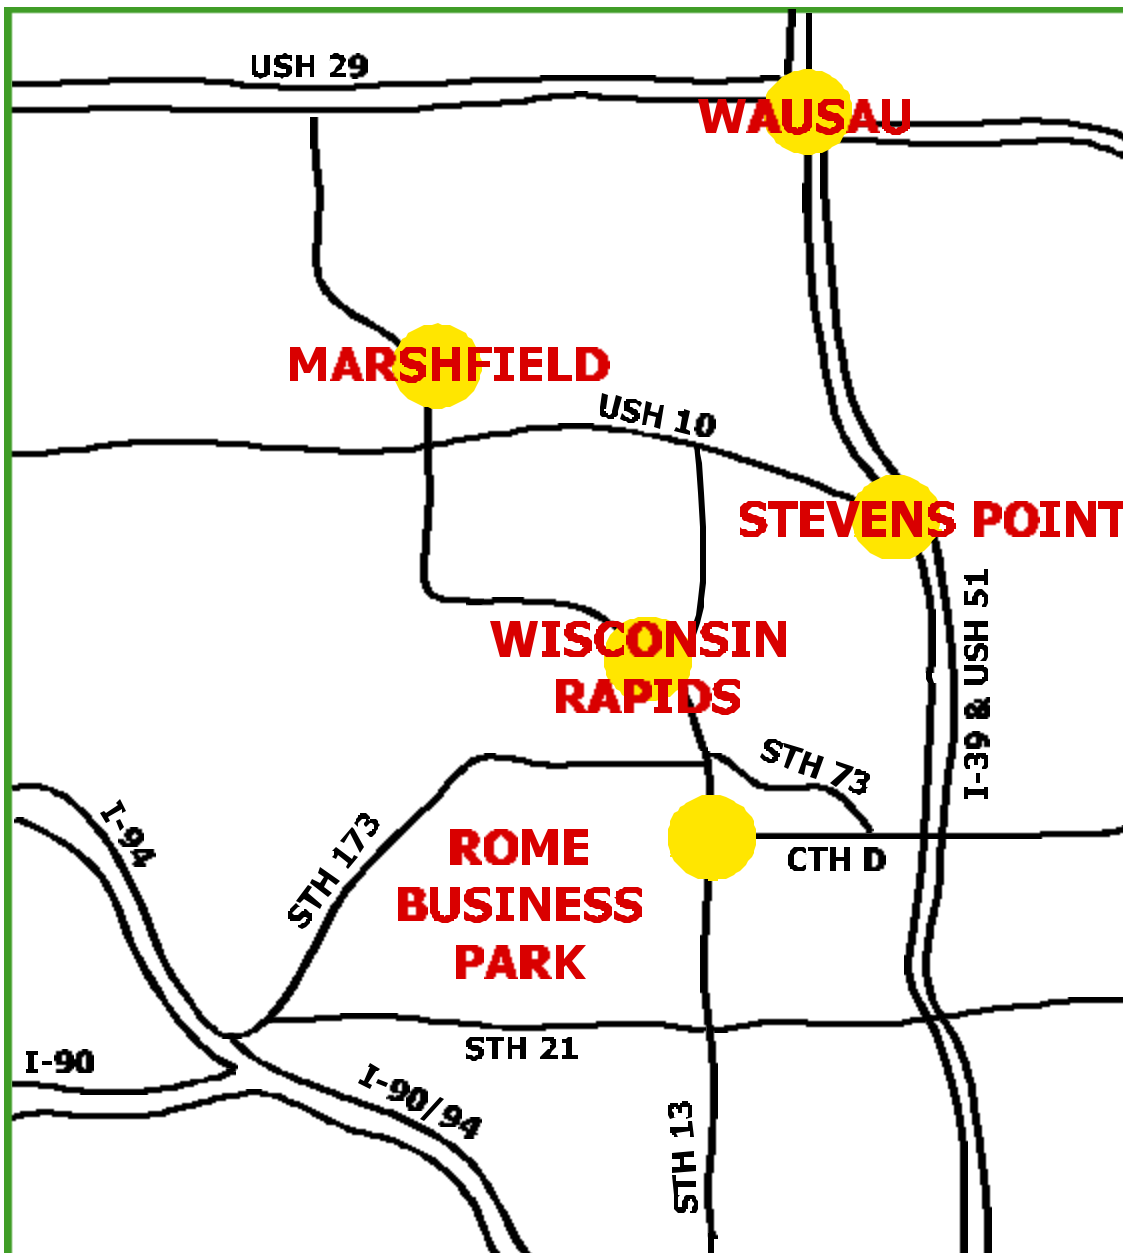 USH 29
WAUSAU
MARSHFIELD
USH 10
STEVENS POINT
I-39 & USH 51
WISCONSIN
RAPIDS
STH 73
I-94
STH 173
ROME
BUSINESS
PARK
CTH D
STH 21
I-90
I-90/94
STH 13